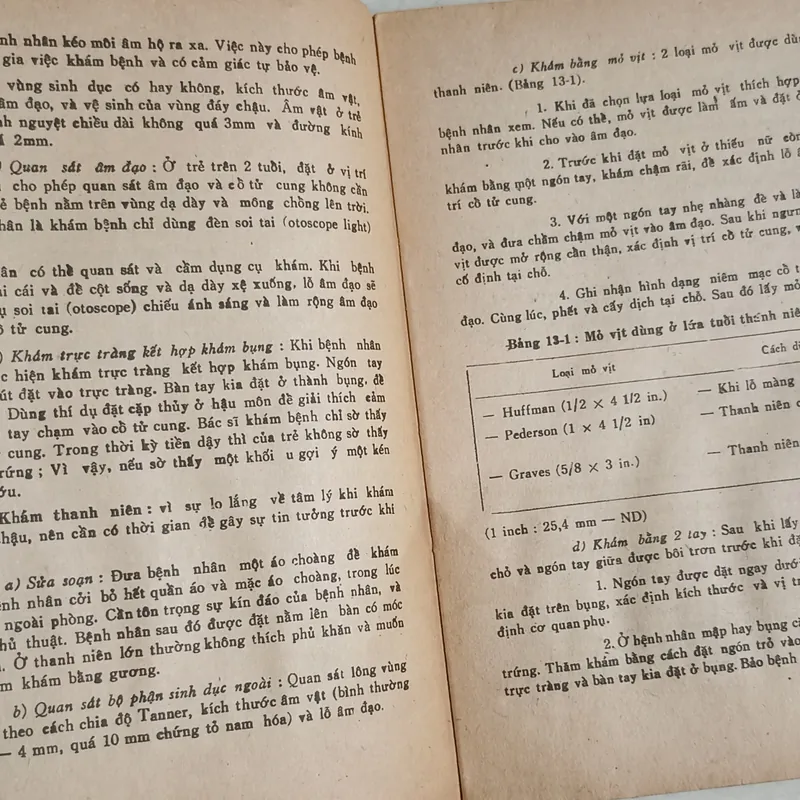 nh nhân kéo môi âm hộ ra xa. Việc này cho phép bệnh
gia việc khám bệnh và có cảm giác tự bảo vệ.
vùng sinh dục có hay không, kích thước âm vật,
âm đạo, và vệ sinh của vùng đáy chậu. Âm vật ở trẻ
nh nguyệt chiều dài không quá 3mm và đường kính
á 2mm.
) Quan sát âm đạo : Ở trẻ trên 2 tuổi, đặt ở vị trí
cho phép quan sát âm đạo và cồ tử cung không cần
ẻ bệnh nằm trên vùng dạ dày và mông chồng lên trời.
hân là khám bệnh chỉ dùng đèn soi tai (otoscope light)
ân có thể quan sát và cầm dụng cụ khám. Khi bệnh
i cái và để cột sống và dạ dày xệ xuống, lỗ âm đạo sẽ
ụ soi tai (otoscope) chiếu ánh sáng và làm rộng âm đạo
ồ tử cung.
) Khám trực tràng kết hợp khám bụng : Khi bệnh nhân
c hiện khám trực tràng kết hợp khám bụng. Ngón tay
út đặt vào trực tràng. Bàn tay kia đặt ở thành bụng, để
Dùng thí dụ đặt cặp thủy ở hậu môn để giải thích cảm
tay chạm vào cồ tử cung. Bác sĩ khám bệnh chỉ sờ thấy
cung. Trong thời kỳ tiền dậy thì của trẻ không sờ thấy
rứng ; Vì vậy, nếu sờ thấy một khối u gợi ý một kén
ớu.
Khám thanh niên : vì sự lo lắng về tâm lý khi khám
hậu, nên cần có thời gian để gây sự tin tưởng trước khi
a) Sửa soạn : Đưa bệnh nhân một áo choàng để khám
ệnh nhân cởi bỏ hết quần áo và mặc áo choàng, trong lúc
ngoài phòng. Cần tôn trọng sự kín đáo của bệnh nhân, và
hủ thuật. Bệnh nhân sau đó được đặt nằm lên bàn có móc
Ở thanh niên lớn thường không thích phủ khăn và muốn
m khám bằng gương.
b) Quan sát bộ phận sinh dục ngoài : Quan sát lông vùng
theo cách chia độ Tanner, kích thước âm vật (bình thường
— 4 mm, quá 10 mm chứng tỏ nam hóa) và lỗ âm đạo.
c) Khám bằng mỏ vịt : 2 loại mỏ vịt được dùn
thanh niên. (Bảng 13-1).
1. Khi đã chọn lựa loại mỏ vịt thích hợp
bệnh nhân xem. Nếu có thể, mỏ vịt được làm ấm và đặt ở
nhân trước khi cho vào âm đạo.
2. Trước khi đặt mỏ vịt ở thiếu nữ còn
khám bằng một ngón tay, khám chậm rãi, để xác định lỗ â
trí cồ tử cung.
3. Với một ngón tay nhẹ nhàng đè và là
đạo, và đưa chầm chậm mỏ vịt vào âm đạo. Sau khi ngưn
vịt được mở rộng cẩn thận, xác định vị trí cồ tử cung, v
cố định tại chỗ.
4. Ghi nhận hình dạng niêm mạc cồ t
đạo. Cùng lúc, phết và cấy dịch tại chỗ. Sau đó lấy mỏ
Bảng 13-1 : Mỏ vịt dùng ở lứa tuổi thanh niê
Loại mỏ vịt
Cách dù
— Huffman (1/2 × 4 1/2 in.)
— Khi lỗ màng
— Pederson (1 × 4 1/2 in)
— Thanh niên c
— Graves (5/8 × 3 in.)
— Thanh niên
(1 inch : 25,4 mm — ND)
d) Khám bằng 2 tay : Sau khi lấy
chỏ và ngón tay giữa được bôi trơn trước khi đặ
1. Ngón tay được đặt ngay dướ
kia đặt trên bụng, xác định kích thước và vị tr
định cơ quan phụ.
2. Ở bệnh nhân mập hay bụng cã
trứng. Thăm khám bằng cách đặt ngón trỏ vào
trực tràng và bàn tay kia đặt ở bụng. Bảo bệnh